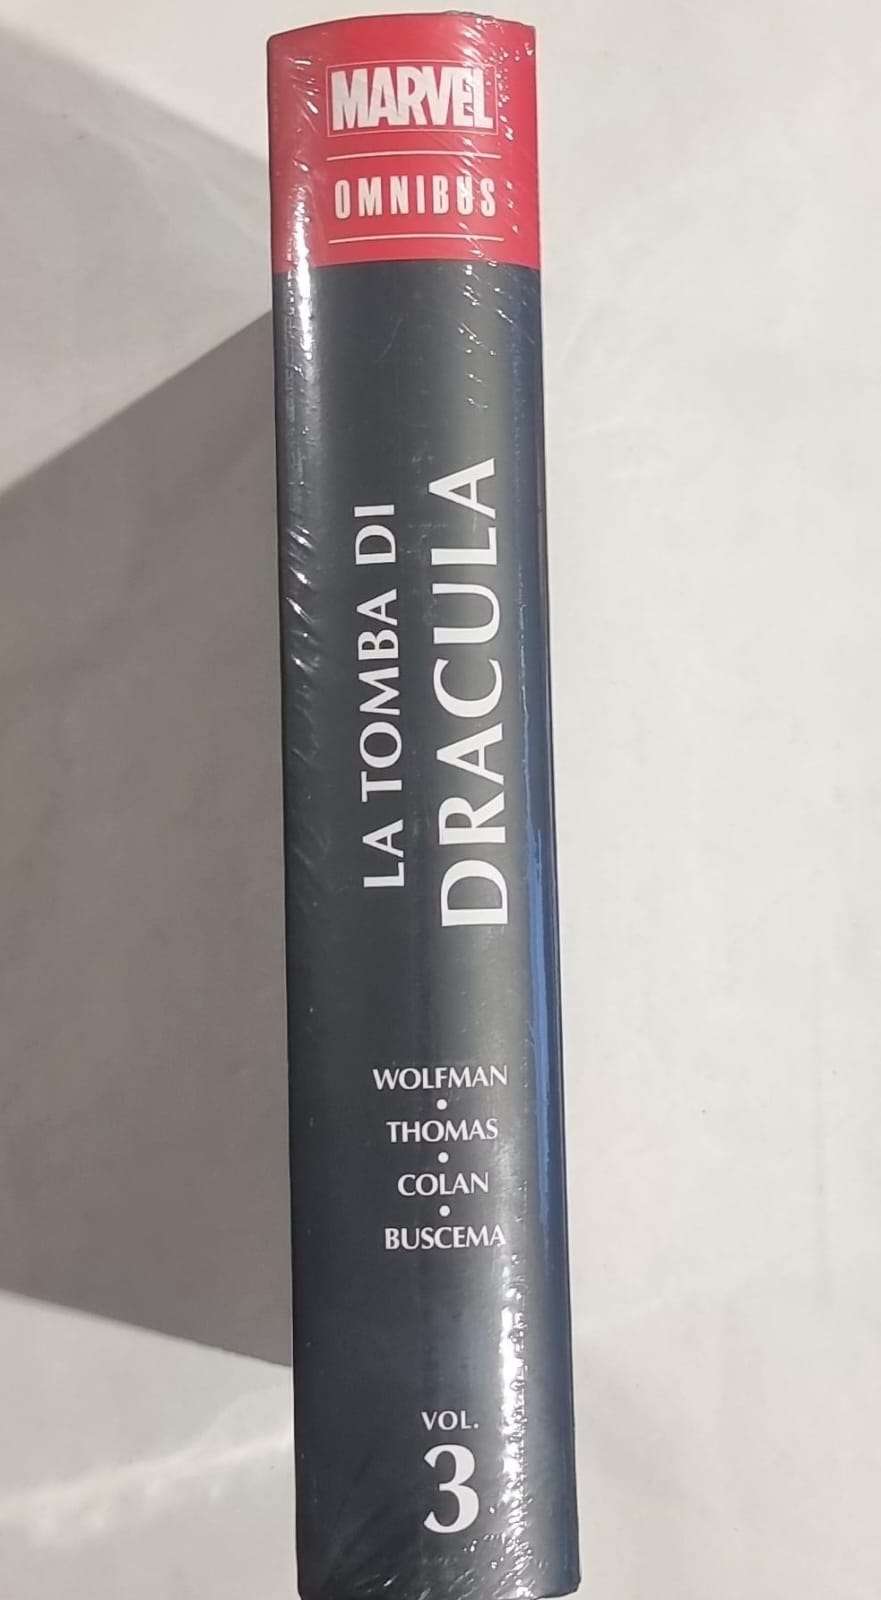 MARVEL
OMNIBUS
LA TOMBA DI
DRACULA
WOLFMAN
•
THOMAS
•
COLAN
•
BUSCEMA
VOL.
3